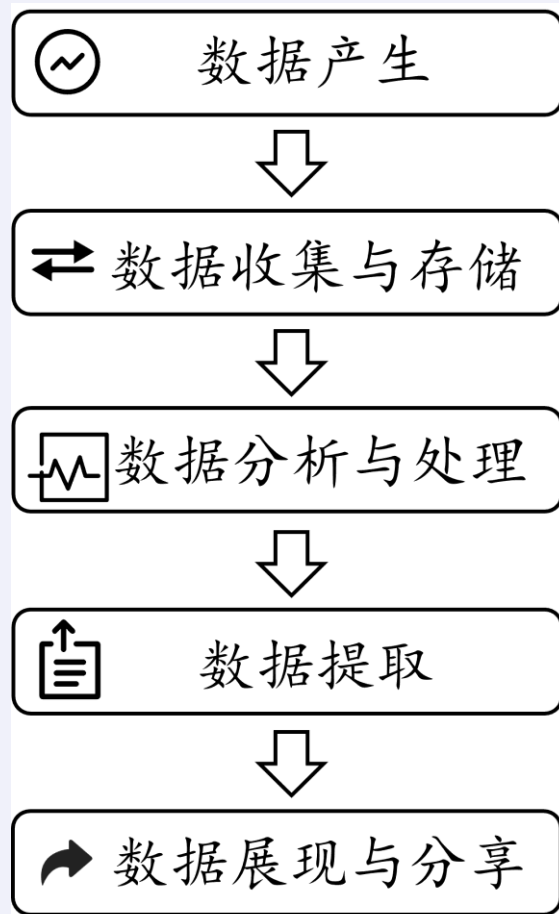 数据产生
数据收集与存储
数据分析与处理
数据提取
数据展现与分享